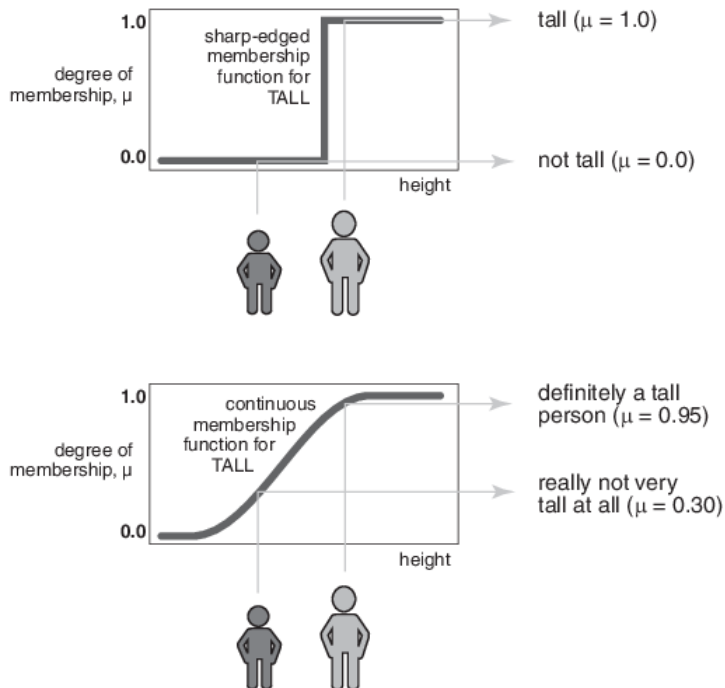 1.0
sharp-edged
membership
function for
TALL
degree of
membership, μ
0.0
height
tall (μ = 1.0)
not tall (μ = 0.0)
1.0
continuous
membership
function for
TALL
degree of
membership, μ
0.0
height
definitely a tall
person (μ = 0.95)
really not very
tall at all (μ = 0.30)